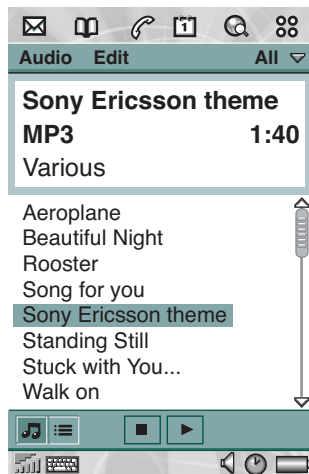 1
Audio Edit All
Sony Ericsson theme
MP3 1:40
Various
Aeroplane
Beautiful Night
Rooster
Song for you
Sony Ericsson theme
Standing Still
Stuck with You...
Walk on